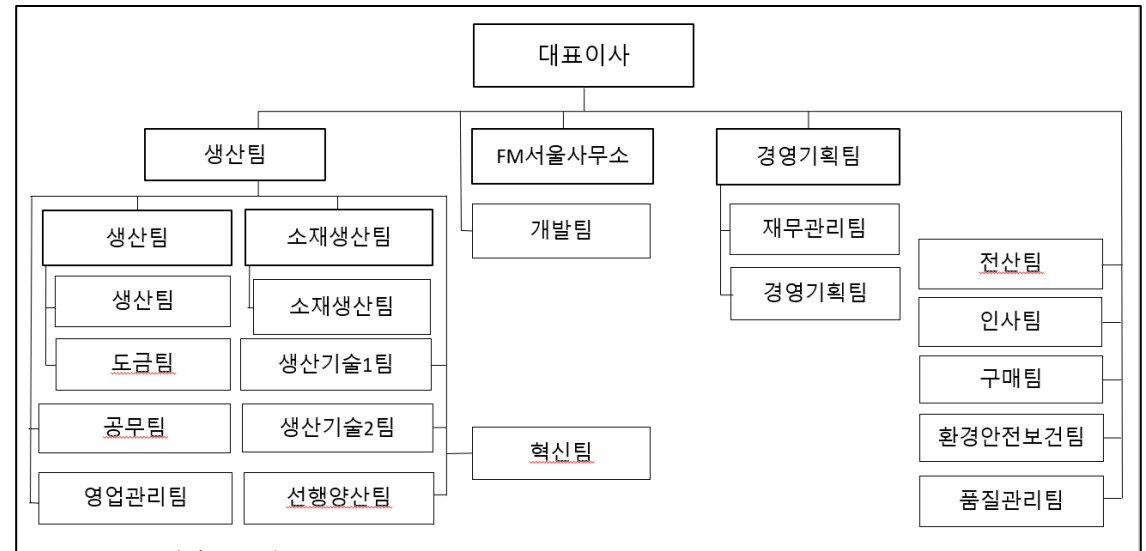 대표이사
생산팀
FM서울사무소
경영기획팀
생산팀
소재생산팀
개발팀
재무관리팀
전산팀
생산팀
소재생산팀
경영기획팀
인사팀
도금팀
생산기술1팀
구매팀
공무팀
생산기술2팀
혁신팀
환경안전보건팀
영업관리팀
선행양산팀
품질관리팀